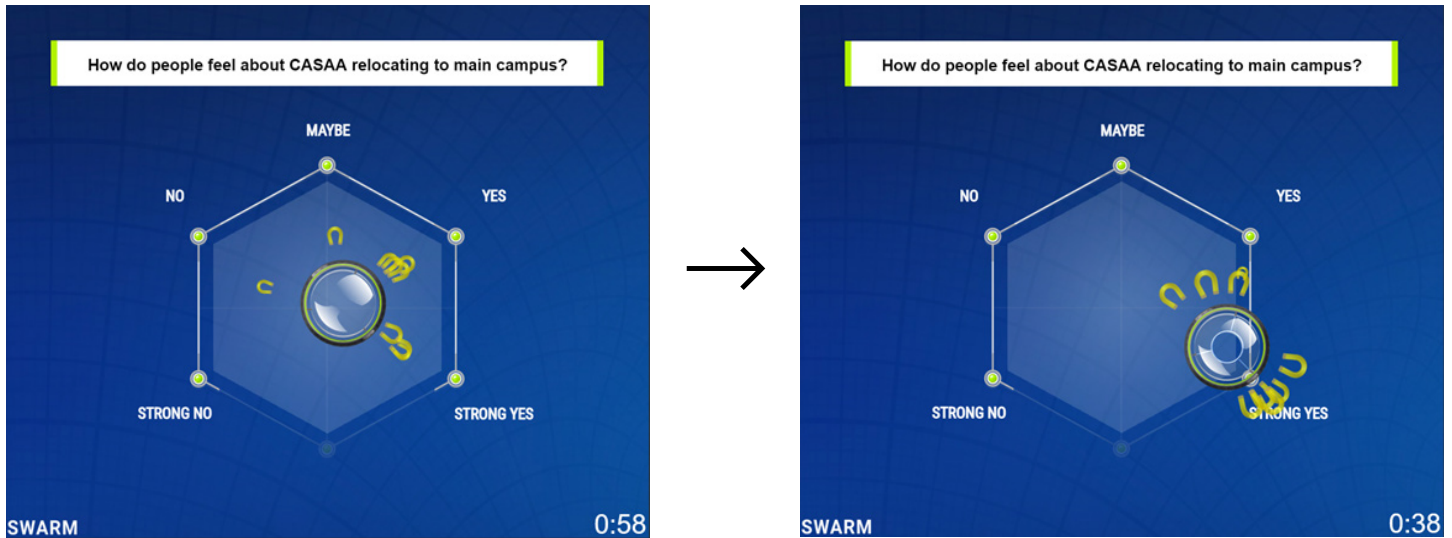 How do people feel about CASAA relocating to main campus?
MAYBE
NO
YES
STRONG NO
STRONG YES
SWARM
0:58
How do people feel about CASAA relocating to main campus?
MAYBE
NO
YES
STRONG NO
STRONG YES
SWARM
0:38